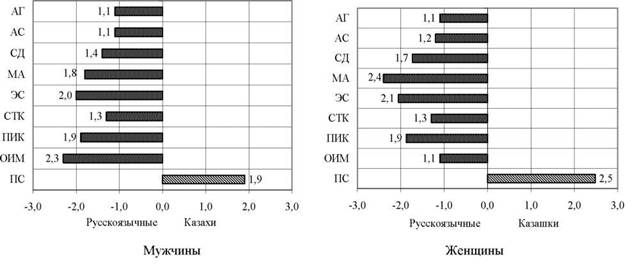 АГ 1,1
АС 1,1
СД 1,4
МА 1,8
ЭС 2,0
СТК 1,3
ПИК 1,9
ОИМ 2,3
ПС 1,9
-3,0 -2,0 -1,0 0,0 1,0 2,0 3,0
Русскоязычные Казахи
Мужчины
АГ 1,1
АС 1,2
СД 1,7
МА 2,4
ЭС 2,1
СТК 1,3
ПИК 1,9
ОИМ 1,1
ПС 2,5
-3,0 -2,0 -1,0 0,0 1,0 2,0 3,0
Русскоязычные Казашки
Женщины